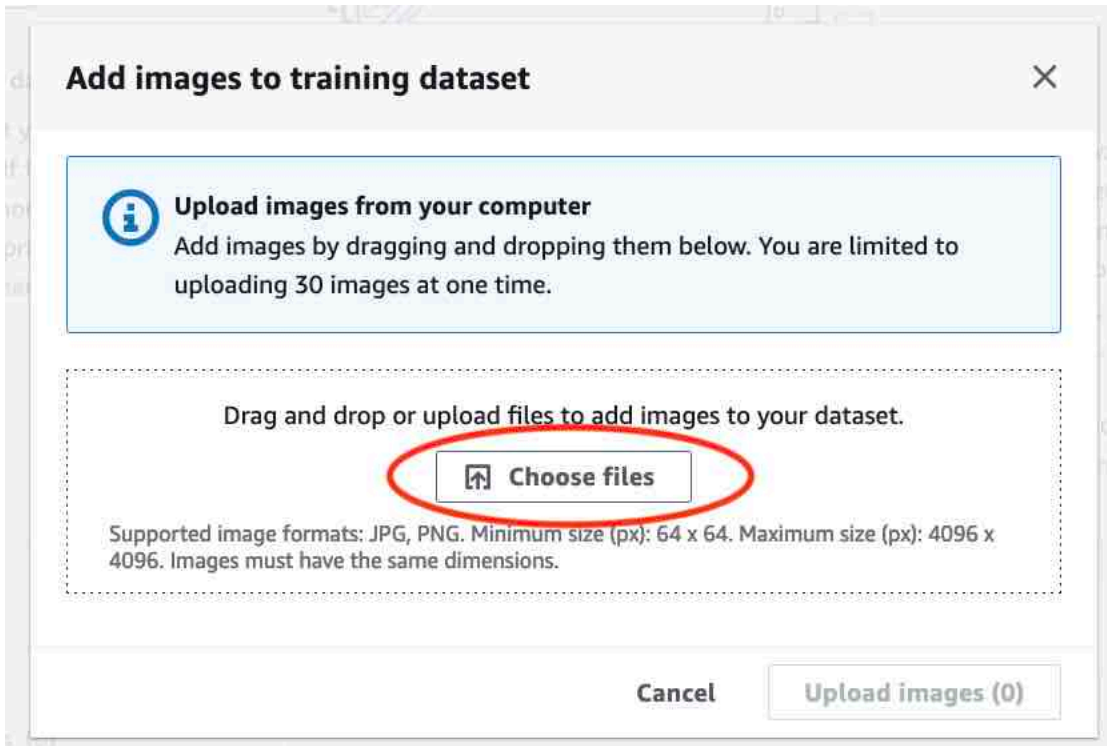 Add images to training dataset
Upload images from your computer
Add images by dragging and dropping them below. You are limited to
uploading 30 images at one time.
Drag and drop or upload files to add images to your dataset.
Choose files
Supported image formats: JPG, PNG. Minimum size (px): 64 x 64. Maximum size (px): 4096 x
4096. Images must have the same dimensions.
Cancel
Upload images (0)